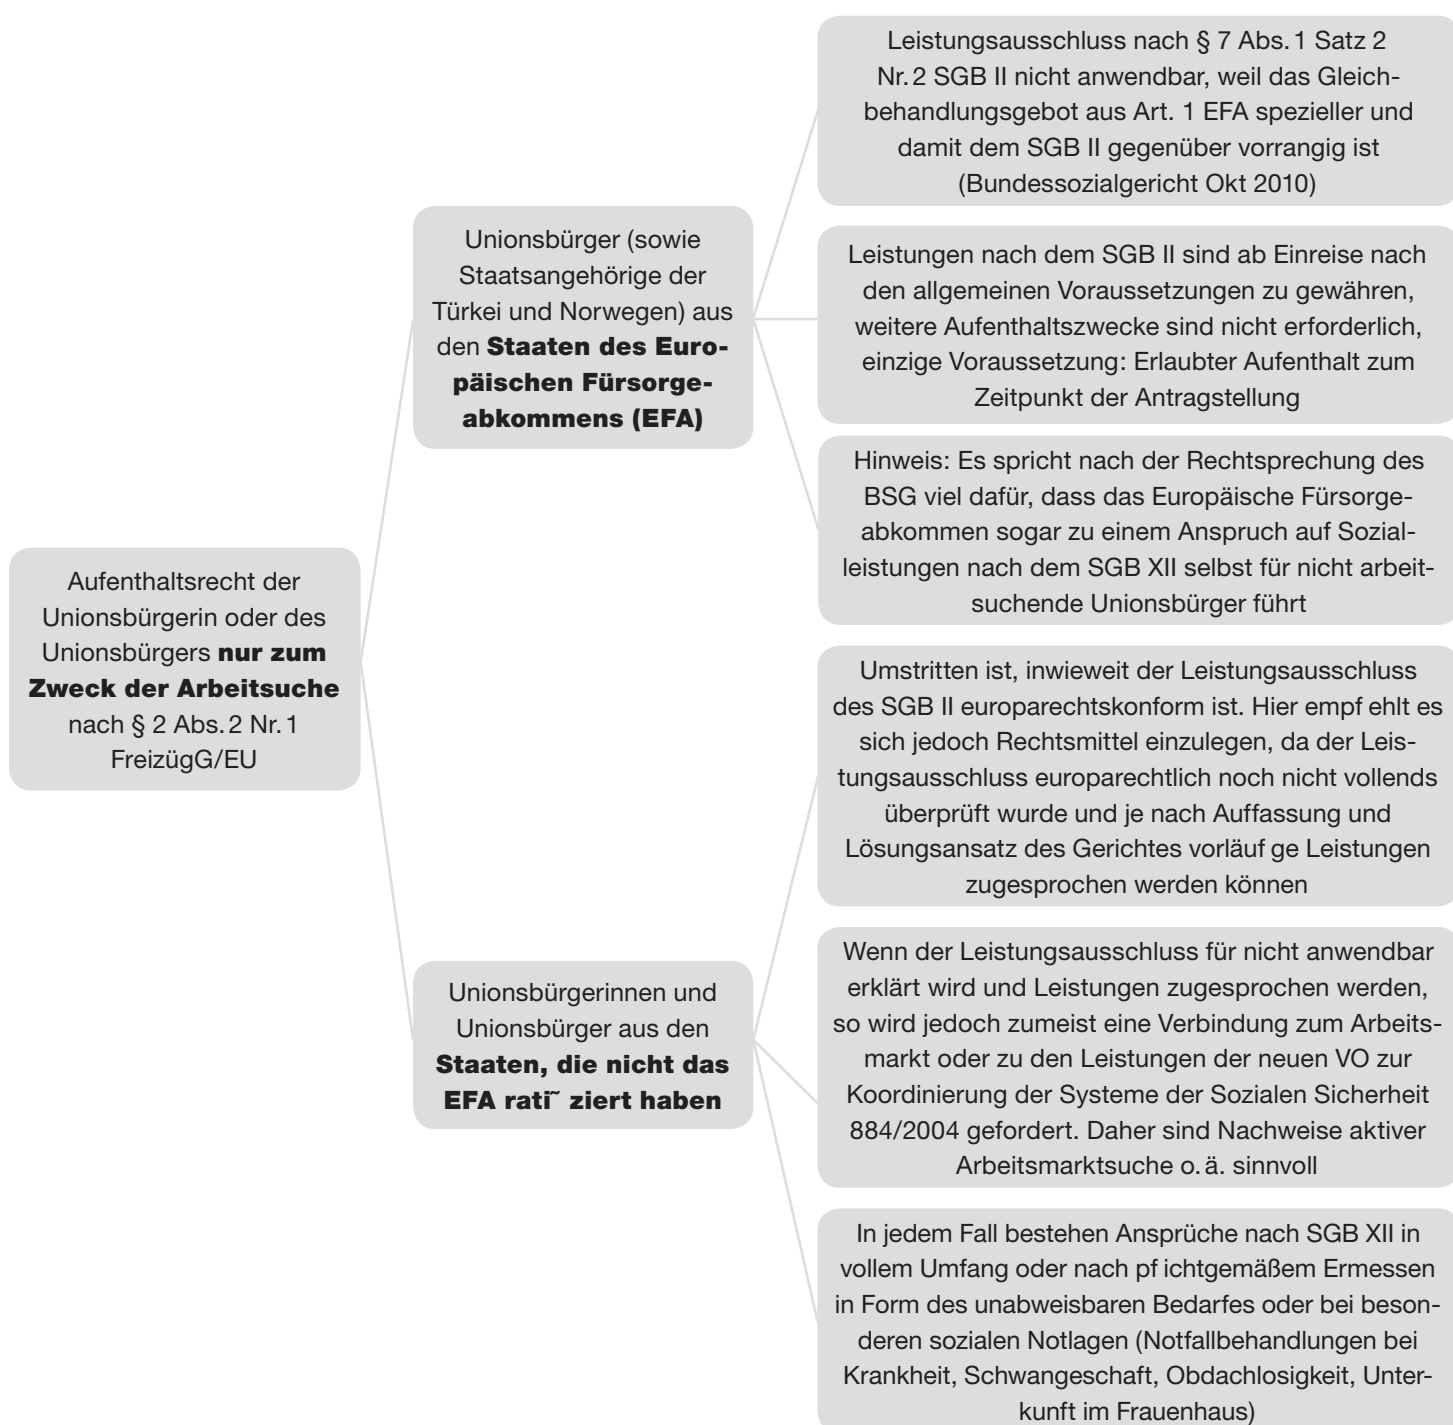 Leistungsausschluss nach § 7 Abs. 1 Satz 2
Nr. 2 SGB II nicht anwendbar, weil das Gleich-
behandlungsgebot aus Art. 1 EFA spezieller und
damit dem SGB II gegenüber vorrangig ist
(Bundessozialgericht Okt 2010)
Unionsbürger (sowie
Staatsangehörige der
Türkei und Norwegen) aus
den Staaten des Euro-
päischen Fürsorge-
abkommens (EFA)
Leistungen nach dem SGB II sind ab Einreise nach
den allgemeinen Voraussetzungen zu gewähren,
weitere Aufenthaltszwecke sind nicht erforderlich,
einzige Voraussetzung: Erlaubter Aufenthalt zum
Zeitpunkt der Antragstellung
Hinweis: Es spricht nach der Rechtsprechung des
BSG viel dafür, dass das Europäische Fürsorge-
abkommen sogar zu einem Anspruch auf Sozial-
leistungen nach dem SGB XII selbst für nicht arbeit-
suchende Unionsbürger führt
Aufenthaltsrecht der
Unionsbürgerin oder des
Unionsbürgers nur zum
Zweck der Arbeitsuche
nach § 2 Abs. 2 Nr. 1
FreizügG/EU
Umstritten ist, inwieweit der Leistungsausschluss
des SGB II europarechtskonform ist. Hier empf ehlt es
sich jedoch Rechtsmittel einzulegen, da der Leis-
tungsausschluss europarechtlich noch nicht vollends
überprüft wurde und je nach Auffassung und
Lösungsansatz des Gerichtes vorläuf ge Leistungen
zugesprochen werden können
Unionsbürgerinnen und
Unionsbürger aus den
Staaten, die nicht das
EFA rati˜ ziert haben
Wenn der Leistungsausschluss für nicht anwendbar
erklärt wird und Leistungen zugesprochen werden,
so wird jedoch zumeist eine Verbindung zum Arbeits-
markt oder zu den Leistungen der neuen VO zur
Koordinierung der Systeme der Sozialen Sicherheit
884/2004 gefordert. Daher sind Nachweise aktiver
Arbeitsmarktsuche o. ä. sinnvoll
In jedem Fall bestehen Ansprüche nach SGB XII in
vollem Umfang oder nach pf ichtgemäßem Ermessen
in Form des unabweisbaren Bedarfes oder bei beson-
deren sozialen Notlagen (Notfallbehandlungen bei
Krankheit, Schwangeschaft, Obdachlosigkeit, Unter-
kunft im Frauenhaus)